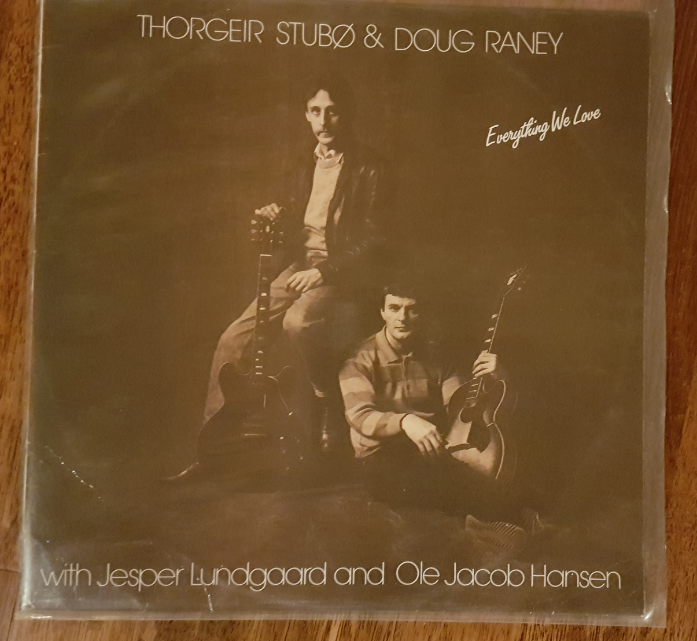 THORGEIR STUBØ & DOUG RANEY
Everything We Love
with Jesper Lundgaard and Ole Jacob Hansen